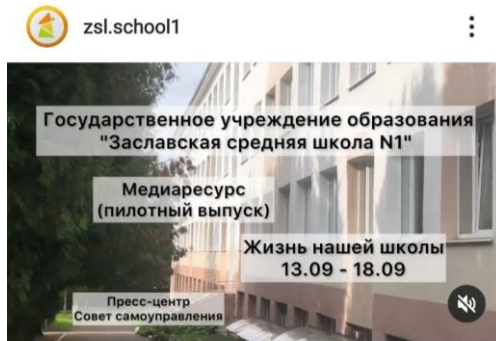 zsl.school1
Государственное учреждение образования
"Заславская средняя школа N1"
Медиаресурс
(пилотный выпуск)
Жизнь нашей школы
13.09 - 18.09
Пресс-центр
Совет самоуправления